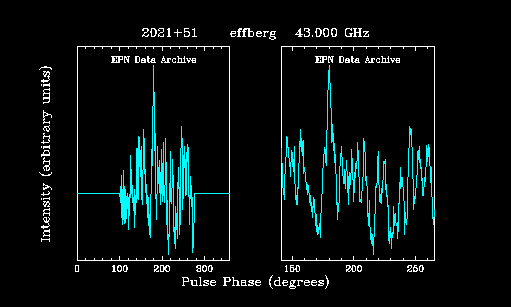 2021+51 effberg 43.000 GHz
EPN Data Archive
EPN Data Archive
Intensity (arbitrary units)
0 100 200 300
150 200 250
Pulse Phase (degrees)